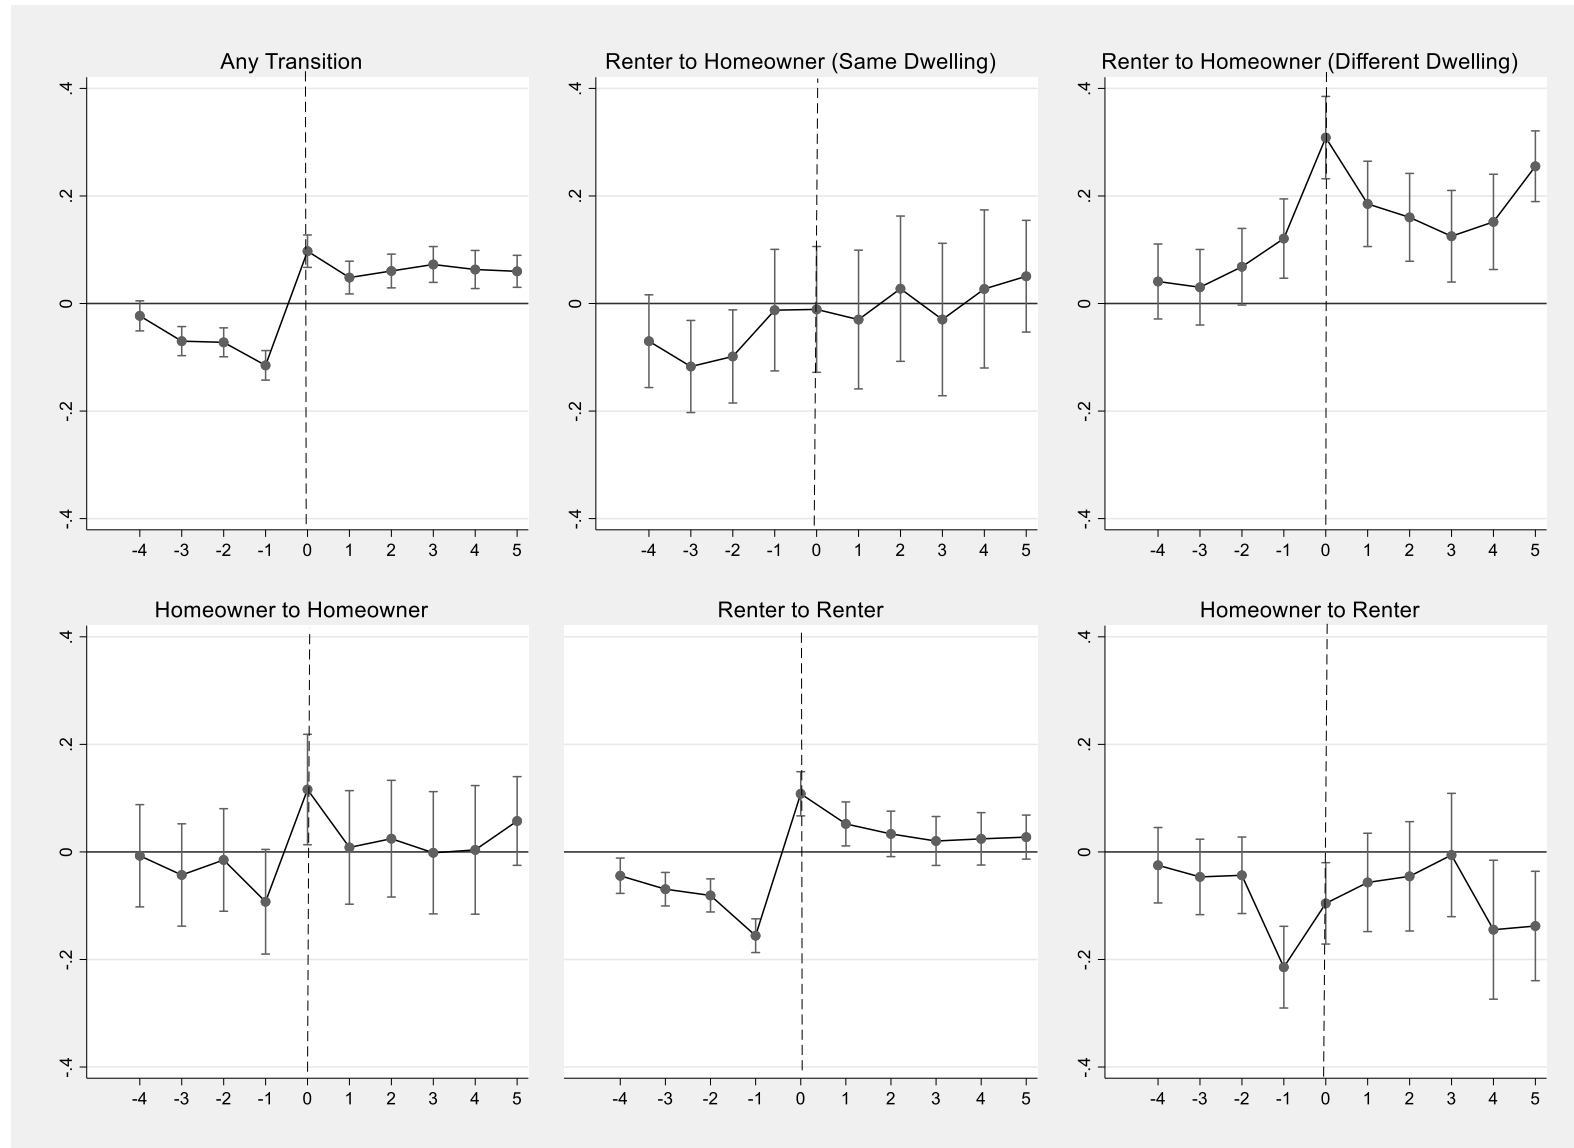 Any Transition
.4
.2
0
-.2
-.4
-4 -3 -2 -1 0 1 2 3 4 5
Renter to Homeowner (Same Dwelling)
.4
.2
0
-.2
-.4
-4 -3 -2 -1 0 1 2 3 4 5
Renter to Homeowner (Different Dwelling)
.4
.2
0
-.2
-.4
-4 -3 -2 -1 0 1 2 3 4 5
Homeowner to Homeowner
.4
.2
0
-.2
-.4
-4 -3 -2 -1 0 1 2 3 4 5
Renter to Renter
-4 -3 -2 -1 0 1 2 3 4 5
Homeowner to Renter
.4
.2
0
-.2
-.4
-4 -3 -2 -1 0 1 2 3 4 5